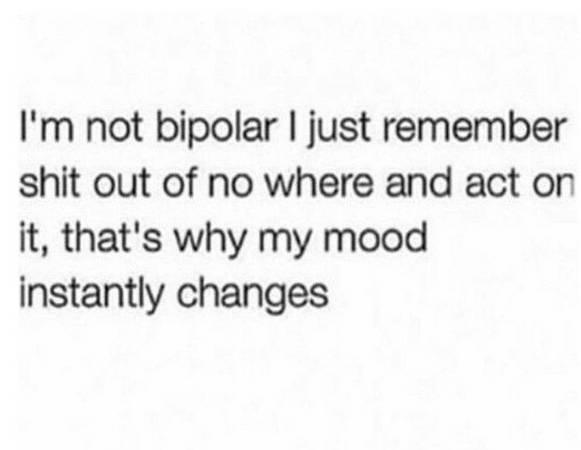 I'm not bipolar I just remember
shit out of no where and act on
it, that's why my mood
instantly changes